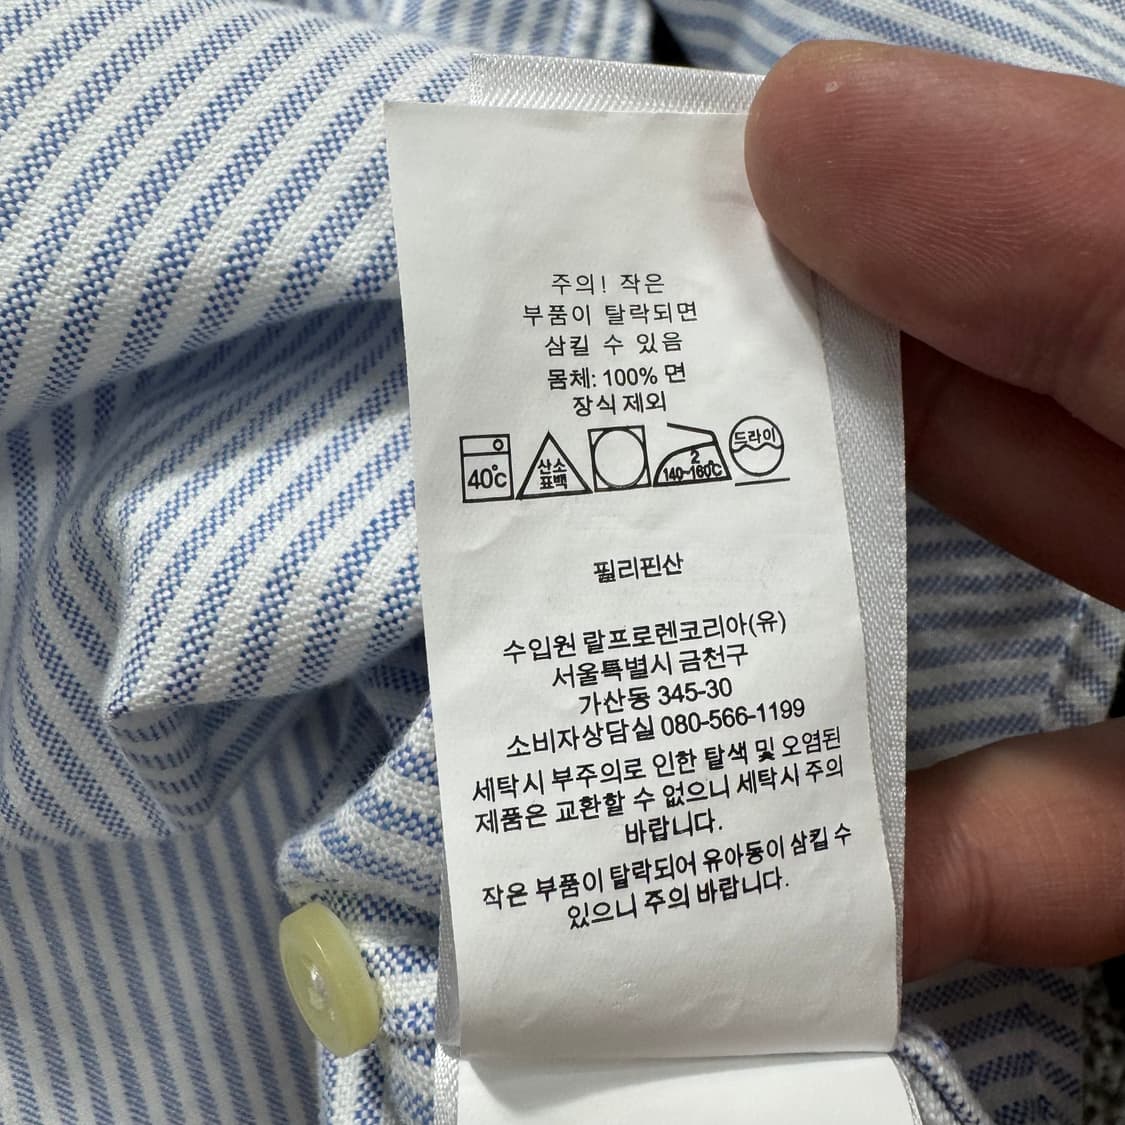 주의! 작은
부품이 탈락되면
삼킬 수 있음
몸체: 100% 면
장식 제외
40℃ 산소 표백 2 140~160℃ 드라이
필리핀산
수입원 랄프로렌코리아(유)
서울특별시 금천구
가산동 345-30
소비자상담실 080-566-1199
세탁시 부주의로 인한 탈색 및 오염된
제품은 교환할 수 없으니 세탁시 주의
바랍니다.
작은 부품이 탈락되어 유아동이 삼킬 수
있으니 주의 바랍니다.